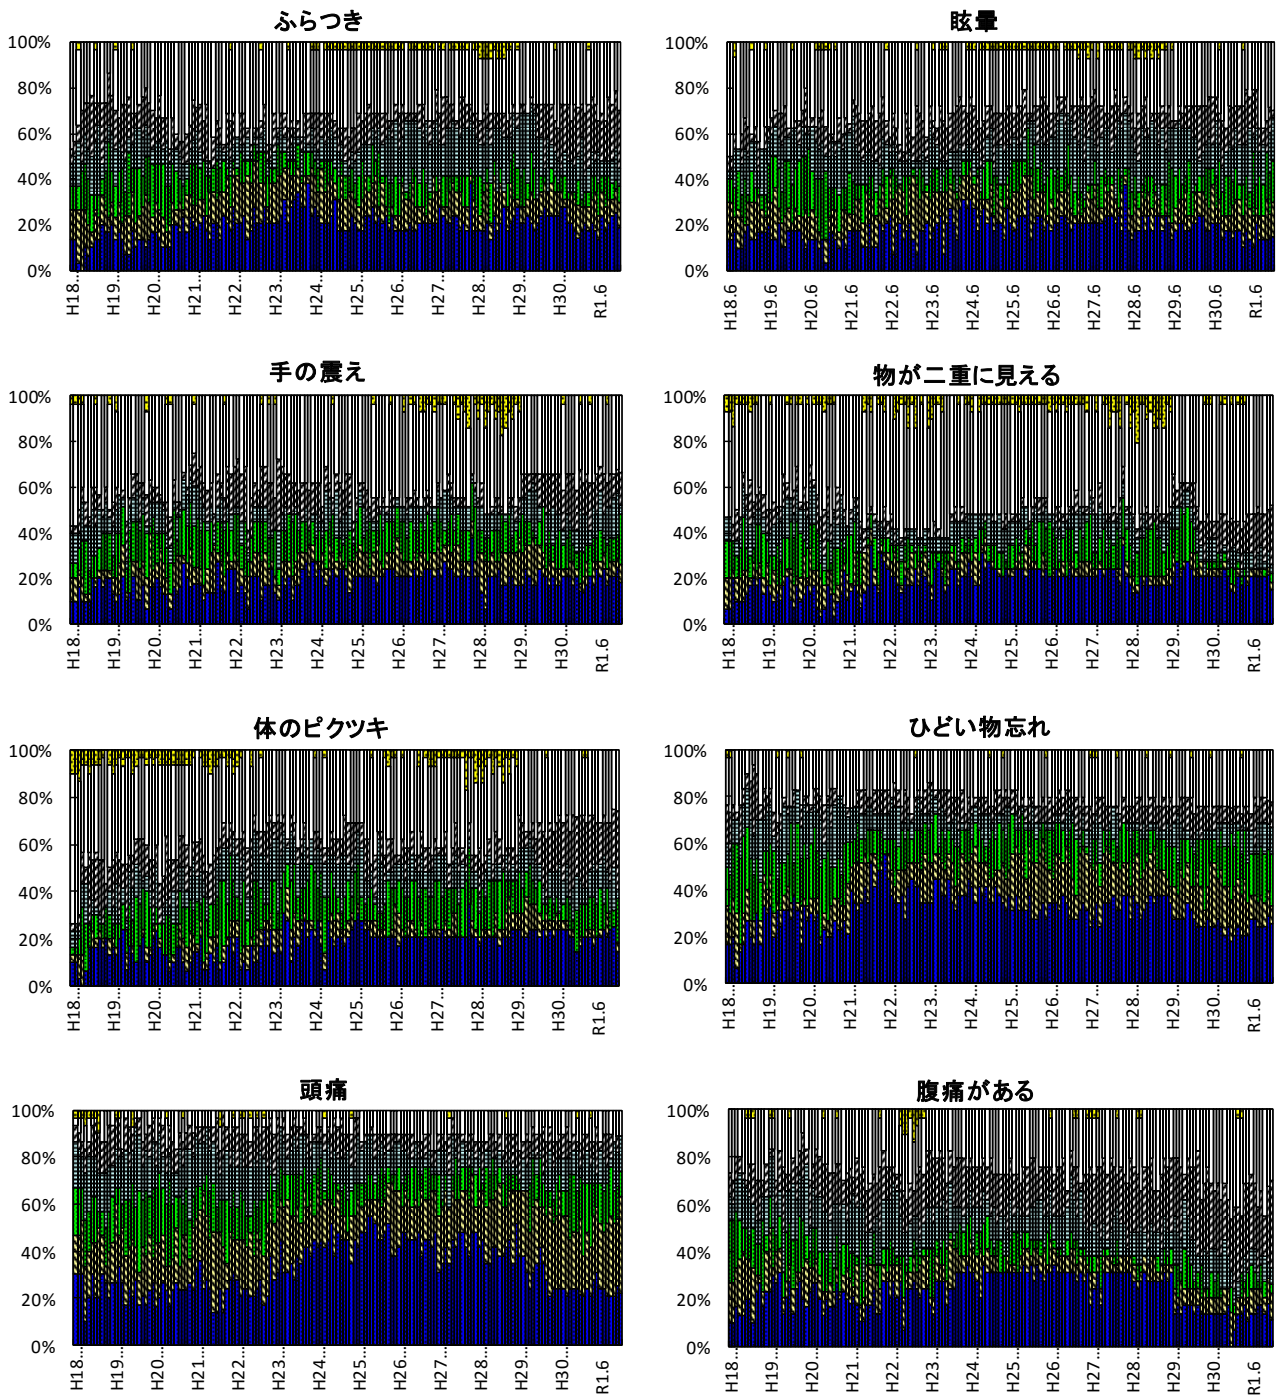 ふらつき
100%
80%
60%
40%
20%
0%
H18…
H19…
H20…
H21…
H22…
H23…
H24…
H25…
H26…
H27…
H28…
H29…
H30…
R1.6
眩暈
100%
80%
60%
40%
20%
0%
H18.6
H19.6
H20.6
H21.6
H22.6
H23.6
H24.6
H25.6
H26.6
H27.6
H28.6
H29.6
H30.6
R1.6
手の震え
100%
80%
60%
40%
20%
0%
H18…
H19…
H20…
H21…
H22…
H23…
H24…
H25…
H26…
H27…
H28…
H29…
H30…
R1.6
物が二重に見える
100%
80%
60%
40%
20%
0%
H18…
H19…
H20…
H21…
H22…
H23…
H24…
H25…
H26…
H27…
H28…
H29…
H30…
R1.6
体のピクツキ
100%
80%
60%
40%
20%
0%
H18…
H19…
H20…
H21…
H22…
H23…
H24…
H25…
H26…
H27…
H28…
H29…
H30…
R1.6
ひどい物忘れ
100%
80%
60%
40%
20%
0%
H18…
H19…
H20…
H21…
H22…
H23…
H24…
H25…
H26…
H27…
H28…
H29…
H30…
R1.6
頭痛
100%
80%
60%
40%
20%
0%
H18…
H19…
H20…
H21…
H22…
H23…
H24…
H25…
H26…
H27…
H28…
H29…
H30…
R1.6
腹痛がある
100%
80%
60%
40%
20%
0%
H18…
H19…
H20…
H21…
H22…
H23…
H24…
H25…
H26…
H27…
H28…
H29…
H30…
R1.6